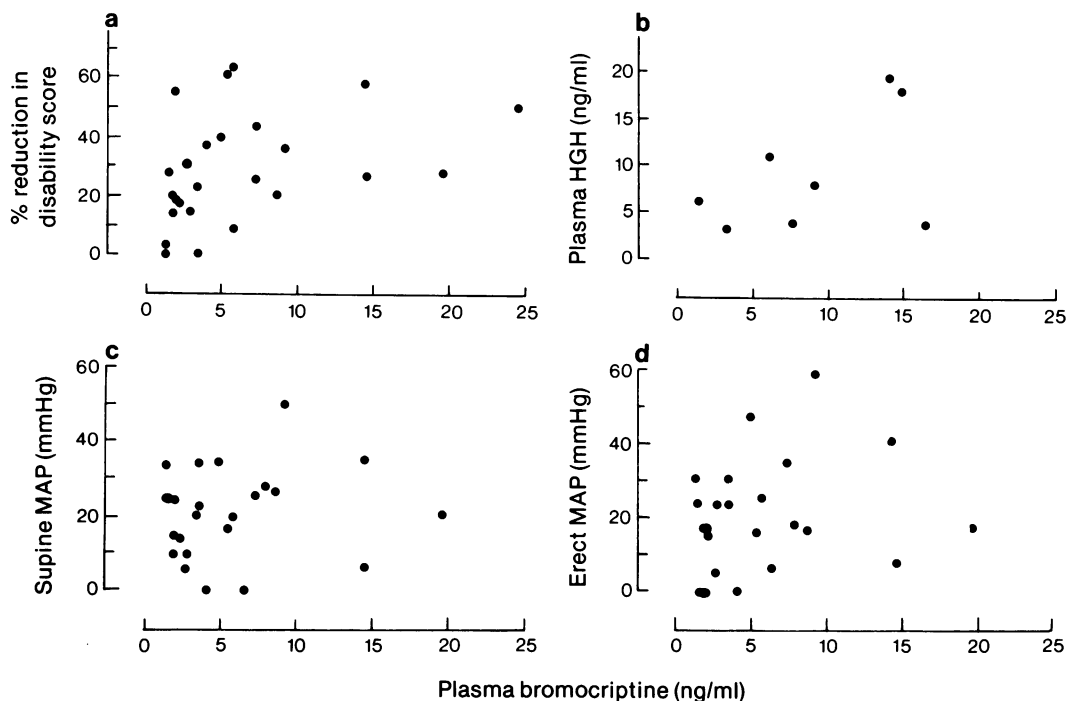 a
% reduction in
disability score
60
40
20
0
0 5 10 15 20 25
b
Plasma HGH (ng/ml)
20
15
10
5
0
0 5 10 15 20 25
c
Supine MAP (mmHg)
60
40
20
0
0 5 10 15 20 25
d
Erect MAP (mmHg)
60
40
20
0
0 5 10 15 20 25
Plasma bromocriptine (ng/ml)